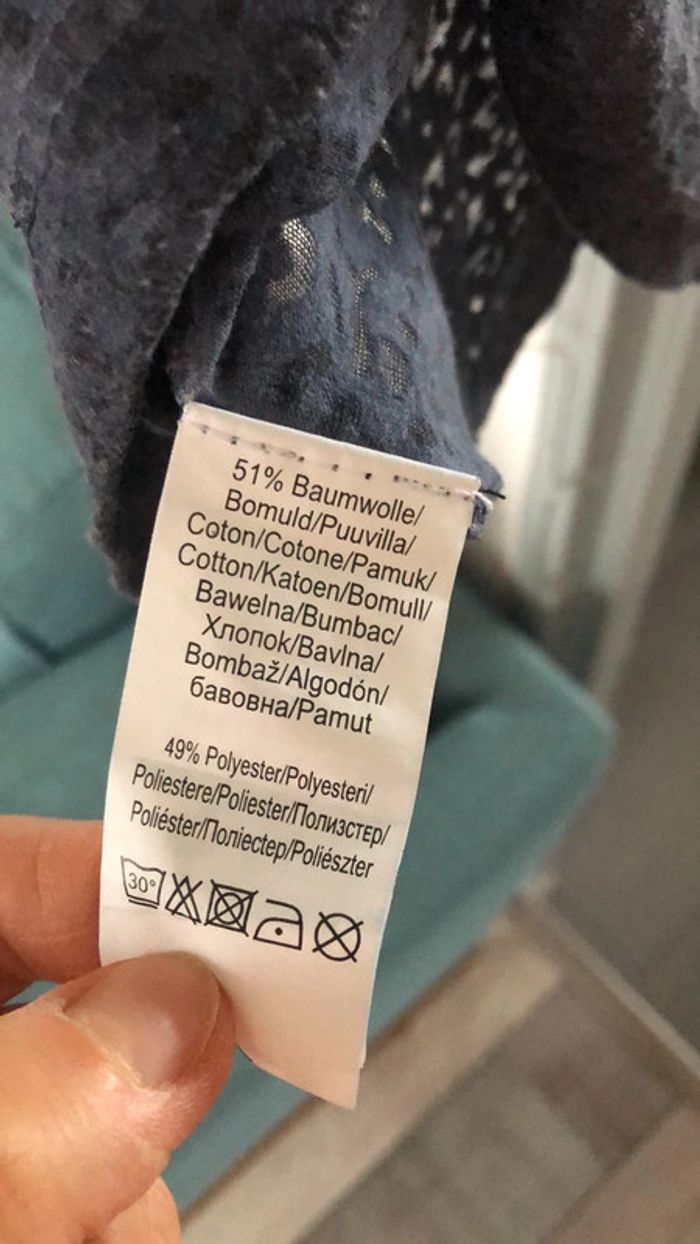 51% Baumwolle/
Bomuld/Puuvilla/
Coton/Cotone/Pamuk/
Cotton/Katoen/Bomull/
Bawelna/Bumbac/
Хлопок/Bavlna/
Bombaž/Algodón/
бавовна/Pamut
49% Polyester/Polyesteri/
Poliestere/Poliester/Полиэстер/
Poliéster/Поліестер/Poliészter
30°